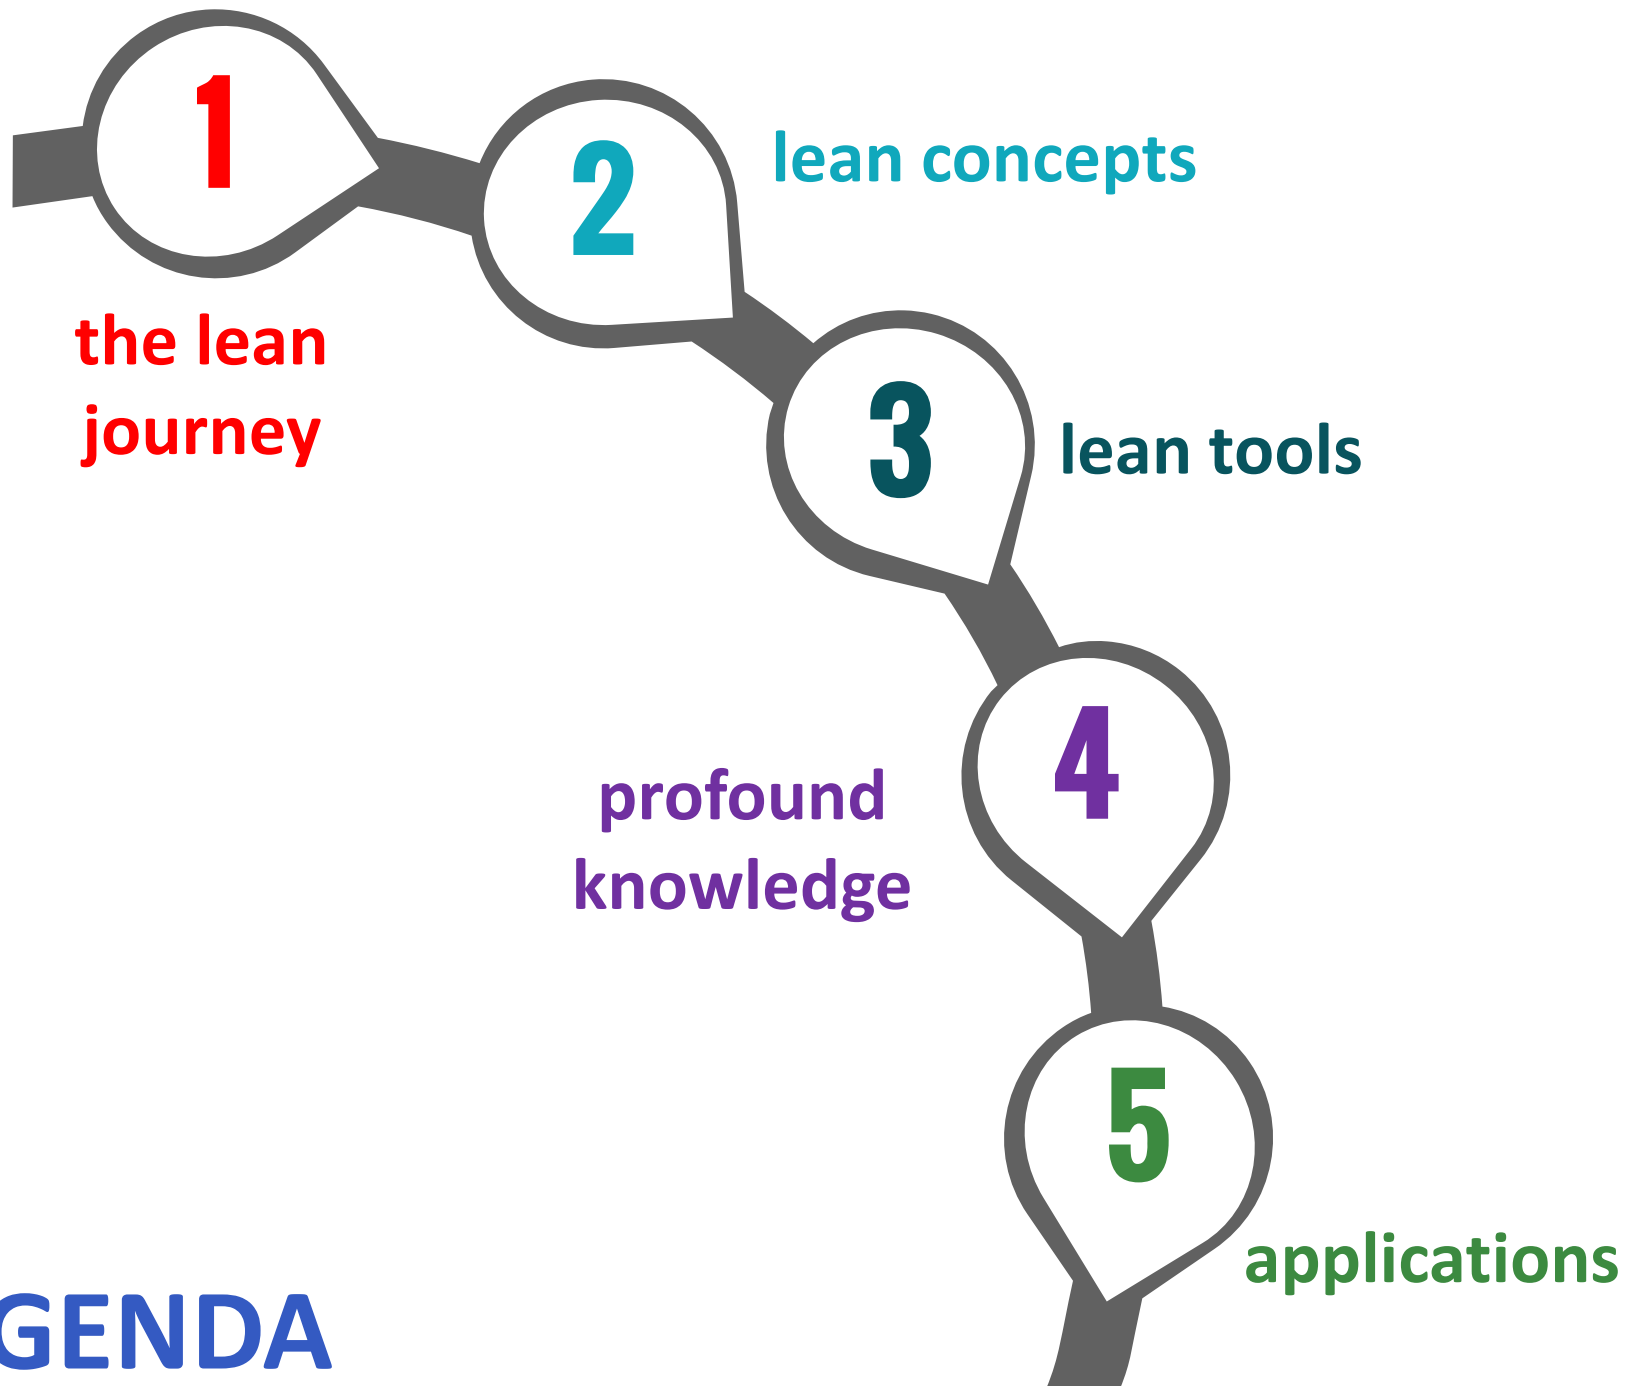 1
the lean
journey
2
lean concepts
3
lean tools
4
profound
knowledge
5
applications
GENDA